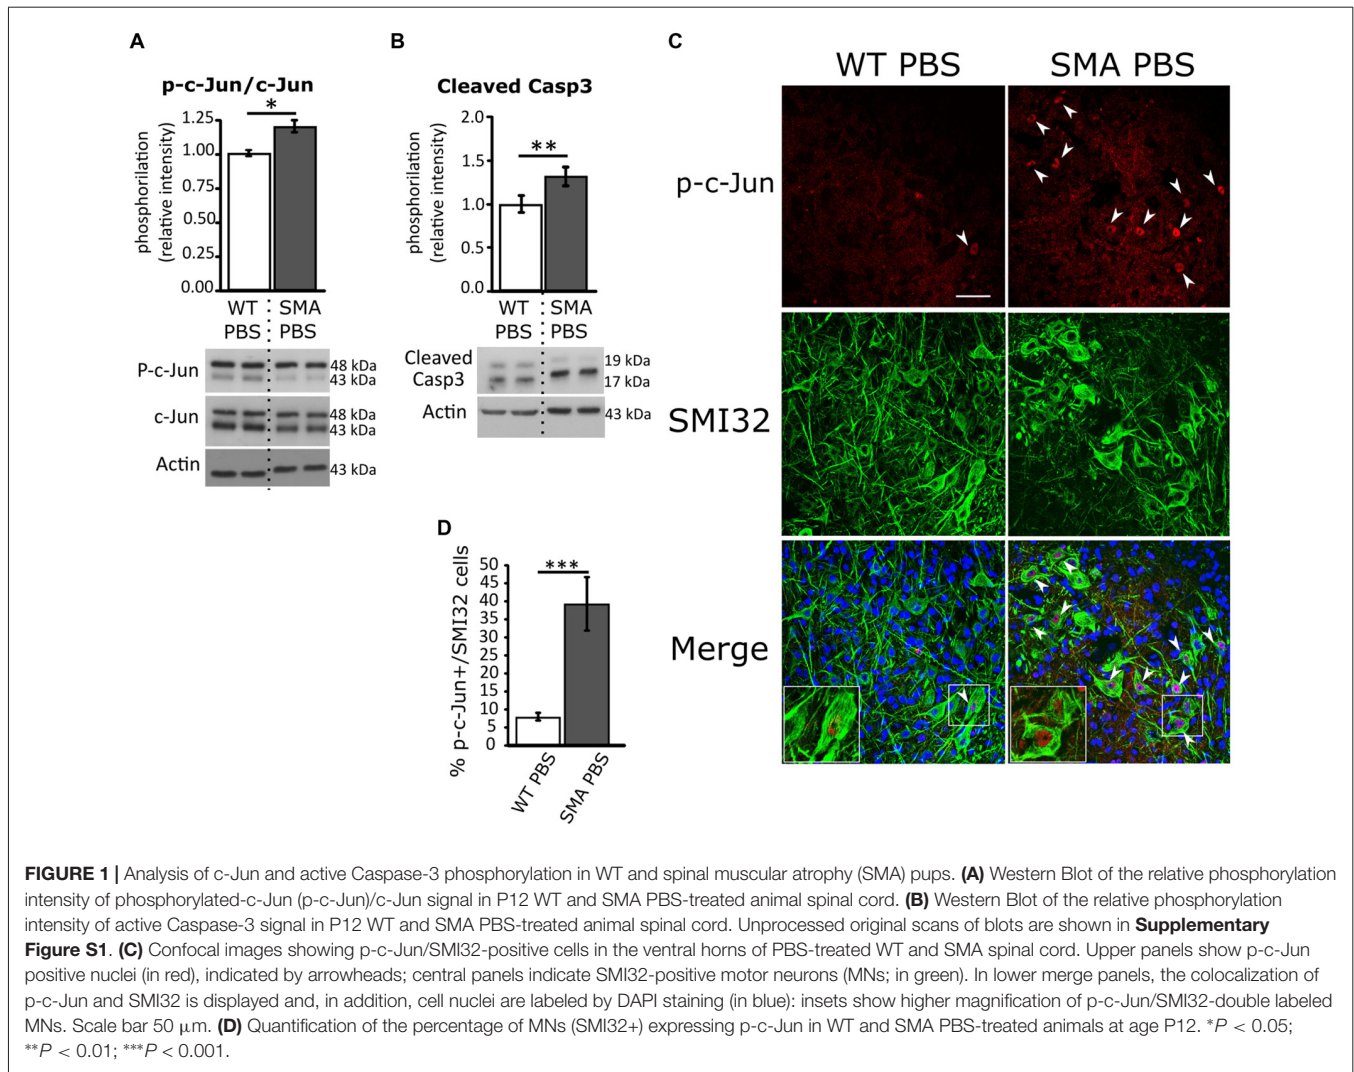 A
p-c-Jun/c-Jun
*
phosphorilation
(relative intensity)
1.25
1.00
0.75
0.50
0.25
0.00
WT
PBS
SMA
PBS
P-c-Jun
48 kDa
43 kDa
c-Jun
48 kDa
43 kDa
Actin
43 kDa
B
Cleaved Casp3
**
phosphorilation
(relative intensity)
2.0
1.5
1.0
0.5
0.0
WT
PBS
SMA
PBS
Cleaved
Casp3
19 kDa
17 kDa
Actin
43 kDa
C
WT PBS
SMA PBS
p-c-Jun
SMI32
Merge
D
% p-c-Jun+/SMI32 cells
***
50
45
40
35
30
25
20
15
10
5
0
WT PBS
SMA PBS
FIGURE 1 | Analysis of c-Jun and active Caspase-3 phosphorylation in WT and spinal muscular atrophy (SMA) pups. (A) Western Blot of the relative phosphorylation
intensity of phosphorylated-c-Jun (p-c-Jun)/c-Jun signal in P12 WT and SMA PBS-treated animal spinal cord. (B) Western Blot of the relative phosphorylation
intensity of active Caspase-3 signal in P12 WT and SMA PBS-treated animal spinal cord. Unprocessed original scans of blots are shown in Supplementary
Figure S1. (C) Confocal images showing p-c-Jun/SMI32-positive cells in the ventral horns of PBS-treated WT and SMA spinal cord. Upper panels show p-c-Jun
positive nuclei (in red), indicated by arrowheads; central panels indicate SMI32-positive motor neurons (MNs; in green). In lower merge panels, the colocalization of
p-c-Jun and SMI32 is displayed and, in addition, cell nuclei are labeled by DAPI staining (in blue): insets show higher magnification of p-c-Jun/SMI32-double labeled
MNs. Scale bar 50 μm. (D) Quantification of the percentage of MNs (SMI32+) expressing p-c-Jun in WT and SMA PBS-treated animals at age P12. *P < 0.05;
**P < 0.01; ***P < 0.001.